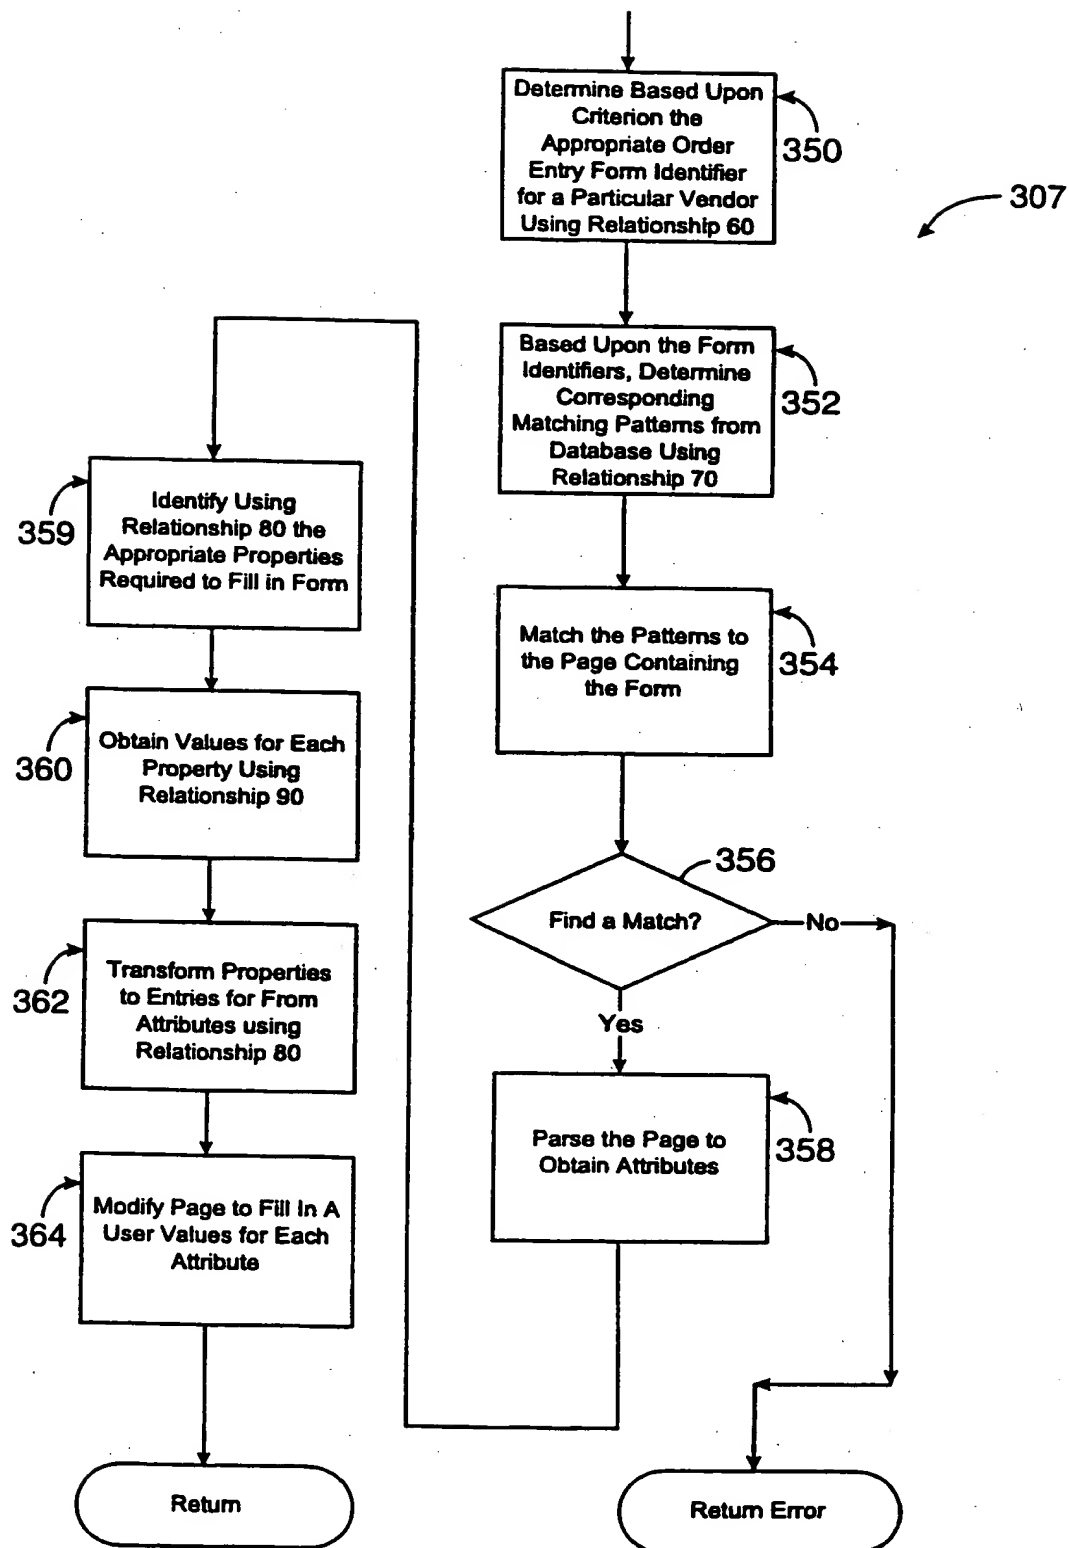 Determine Based Upon
Criterion the
Appropriate Order
Entry Form Identifier
for a Particular Vendor
Using Relationship 60
350
307
Based Upon the Form
Identifiers, Determine
Corresponding
Matching Patterns from
Database Using
Relationship 70
352
Match the Patterns to
the Page Containing
the Form
354
Find a Match?
356
No
Yes
Parse the Page to
Obtain Attributes
358
Identify Using
Relationship 80 the
Appropriate Properties
Required to Fill in Form
359
Obtain Values for Each
Property Using
Relationship 90
360
Transform Properties
to Entries for From
Attributes using
Relationship 80
362
Modify Page to Fill In A
User Values for Each
Attribute
364
Return
Return Error